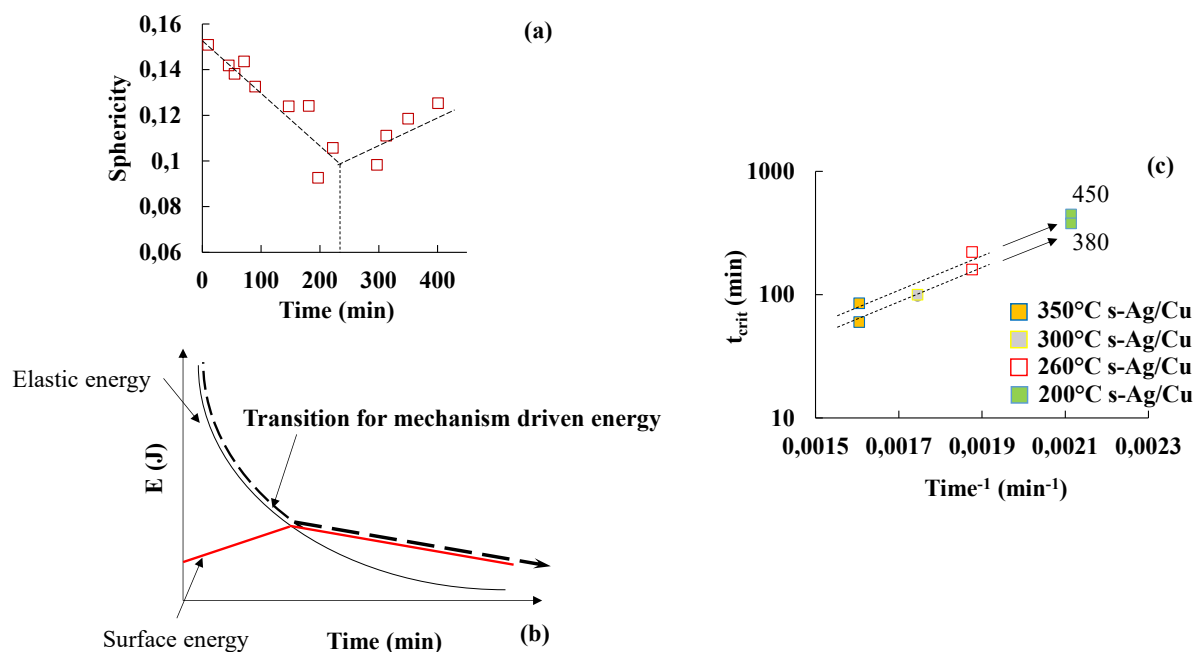 (a)
0,16
0,14
0,12
0,1
0,08
0,06
Sphericity
0 100 200 300 400
Time (min)
Elastic energy
Transition for mechanism driven energy
E (J)
Surface energy
Time (min)
(b)
(c)
1000
100
10
t_crit (min)
450
380
350°C s-Ag/Cu
300°C s-Ag/Cu
260°C s-Ag/Cu
200°C s-Ag/Cu
0,0015 0,0017 0,0019 0,0021 0,0023
Time⁻¹ (min⁻¹)